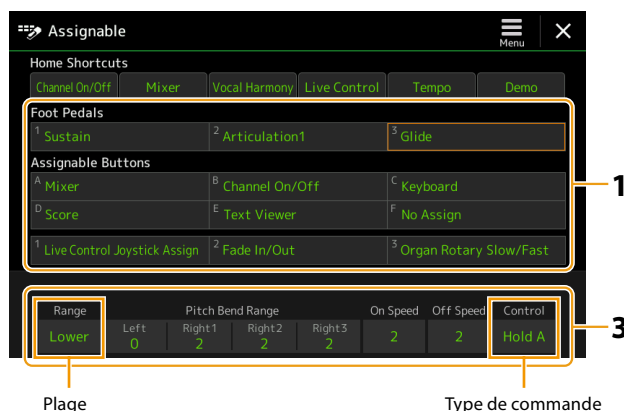 Assignable Menu
Home Shortcuts
Channel On/Off Mixer Vocal Harmony Live Control Tempo Demo
Foot Pedals
1 Sustain 2 Articulation1 3 Glide
Assignable Buttons
A Mixer B Channel On/Off C Keyboard
D Score E Text Viewer F No Assign
1 Live Control Joystick Assign 2 Fade In/Out 3 Organ Rotary Slow/Fast
1
Range Pitch Bend Range On Speed Off Speed Control
Left Right1 Right2 Right3
Lower 0 2 2 2 2 2 Hold A
3
Plage Type de commande